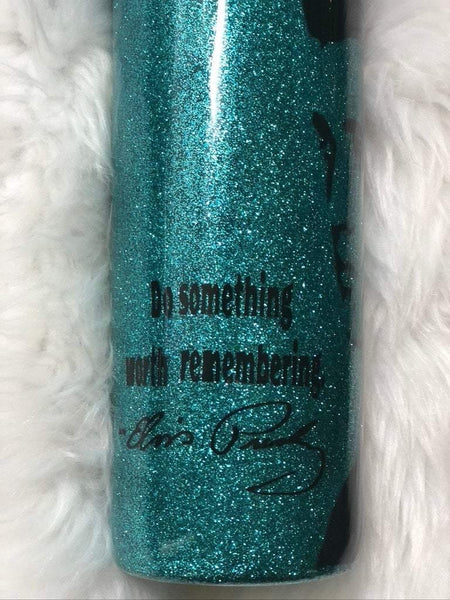 Do something
worth remembering.
-Elvis Presley